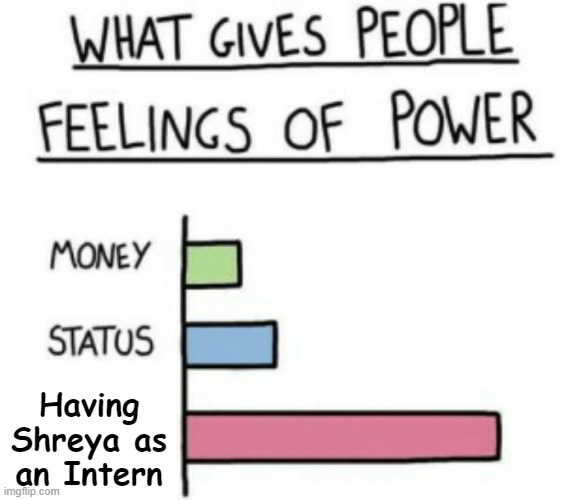 WHAT GIVES PEOPLE
FEELINGS OF POWER
MONEY
STATUS
Having
Shreya as
an Intern
imgflip.com